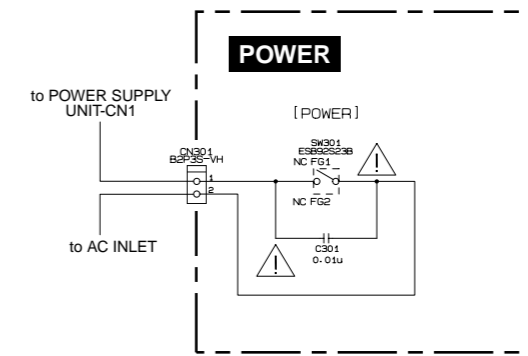 POWER
to POWER SUPPLY
UNIT-CN1
[POWER]
CN301
B2P3S-VH
SW301
ESB92S23B
NC FG1
1
2
NC FG2
to AC INLET
C301
0.01u
!
!